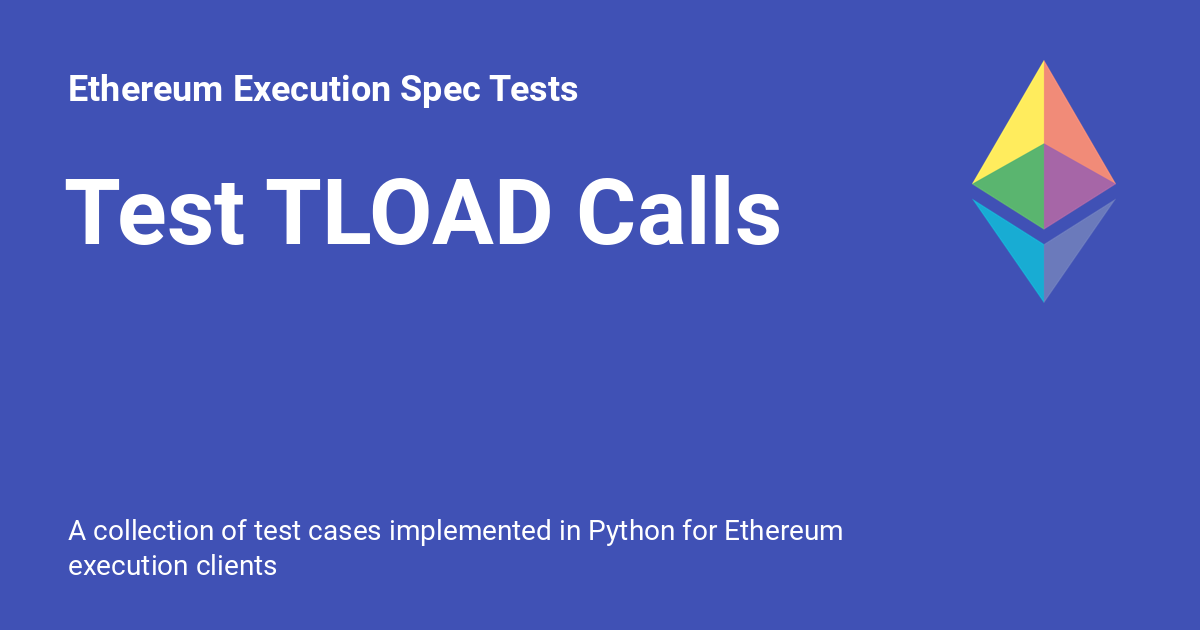 Ethereum Execution Spec Tests
Test TLOAD Calls
A collection of test cases implemented in Python for Ethereum
execution clients